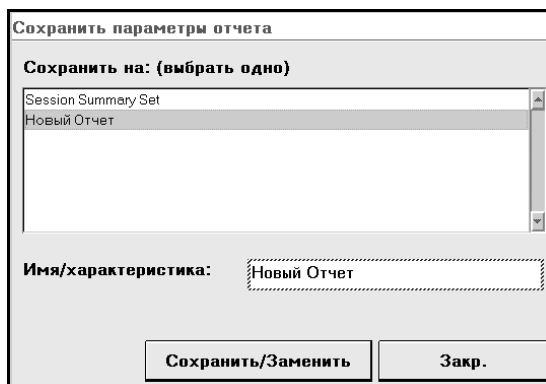 Сохранить параметры отчета
Сохранить на: (выбрать одно)
Session Summary Set
Новый Отчет
Имя/характеристика: Новый Отчет
Сохранить/Заменить Закр.